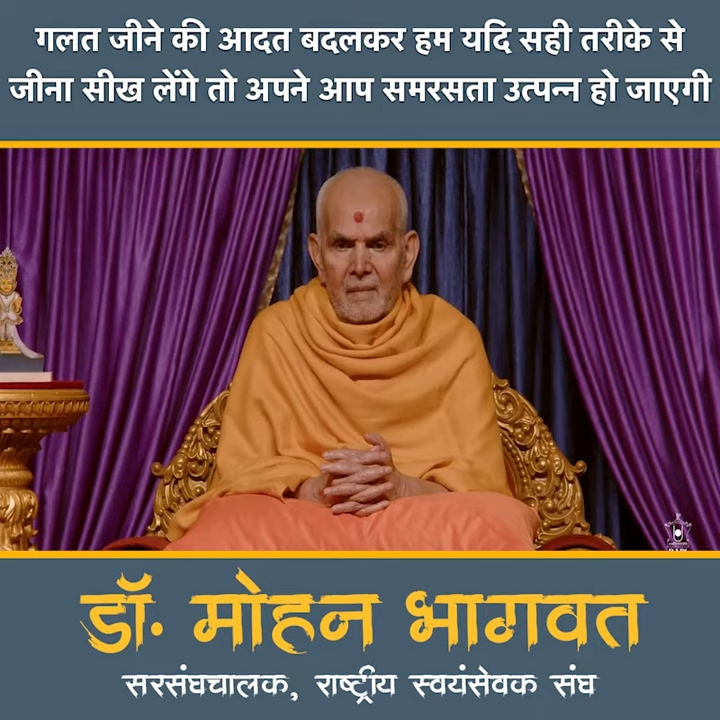 गलत जीने की आदत बदलकर हम यदि सही तरीके से
जीना सीख लेंगे तो अपने आप समरसता उत्पन्न हो जाएगी
डॉ. मोहन भागवत
सरसंघचालक, राष्ट्रीय स्वयंसेवक संघ